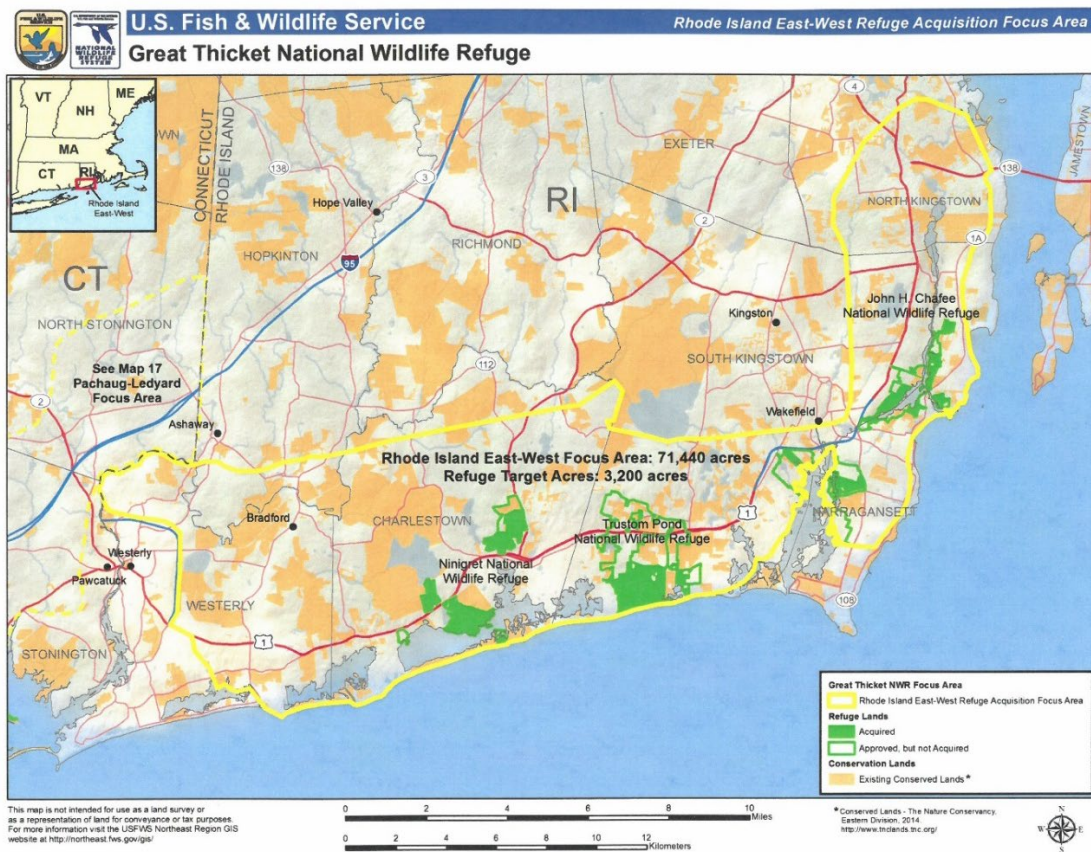 U.S. Fish & Wildlife Service
Rhode Island East-West Refuge Acquisition Focus Area
Great Thicket National Wildlife Refuge
U.S.
FISH & WILDLIFE
SERVICE
NATIONAL
WILDLIFE
REFUGE
SYSTEM
VT
NH
ME
MA
CT
RI
Rhode Island
East-West
CONNECTICUT
RHODE ISLAND
138
3
4
EXETER
JAMESTOWN
138
Hope Valley
RI
2
NORTH KINGSTOWN
1A
HOPKINTON
RICHMOND
95
CT
John H. Chafee
National Wildlife Refuge
NORTH STONINGTON
Kingston
SOUTH KINGSTOWN
See Map 17
Pachaug-Ledyard
Focus Area
112
2
Ashaway
Wakefield
Rhode Island East-West Focus Area: 71,440 acres
Refuge Target Acres: 3,200 acres
Bradford
CHARLESTOWN
1
Trustom Pond
National Wildlife Refuge
NARRAGANSETT
Westerly
Pawcatuck
Ninigret National
Wildlife Refuge
WESTERLY
108
1
STONINGTON
Great Thicket NWR Focus Area
Rhode Island East-West Refuge Acquisition Focus Area
Refuge Lands
Acquired
Approved, but not Acquired
Conservation Lands
Existing Conserved Lands *
This map is not intended for use as a land survey or
as a representation of land for conveyance or tax purposes.
For more information visit the USFWS Northeast Region GIS
website at http://northeast.fws.gov/gis/
0 2 4 6 8 10
Miles
0 2 4 6 8 10 12
Kilometers
* Conserved Lands - The Nature Conservancy,
Eastern Division, 2014.
http://www.tnclands.tnc.org/
N
W E
S